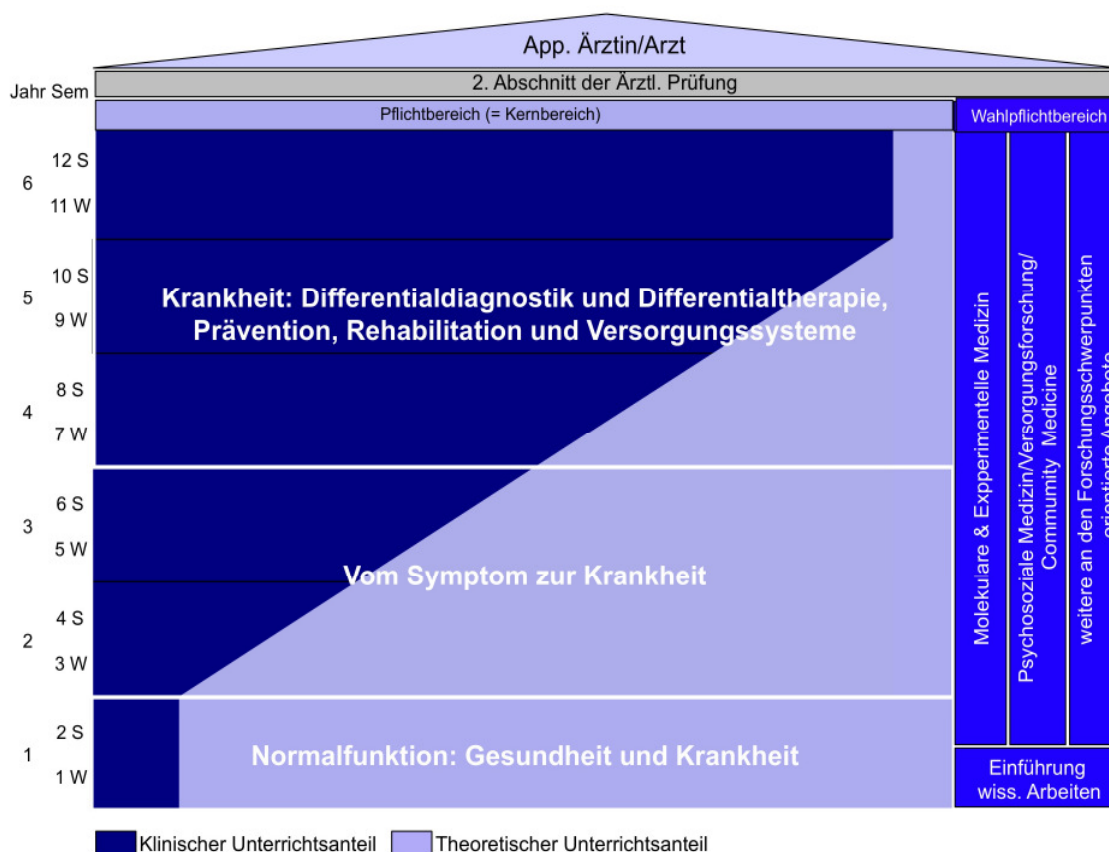 App. Ärztin/Arzt
2. Abschnitt der Ärztl. Prüfung
Jahr Sem
Pflichtbereich (= Kernbereich)
Wahlpflichtbereich
12 S
6
11 W
10 S
5
9 W
Krankheit: Differentialdiagnostik und Differentialtherapie,
Prävention, Rehabilitation und Versorgungssysteme
8 S
4
7 W
6 S
3
5 W
Vom Symptom zur Krankheit
4 S
2
3 W
2 S
1
1 W
Normalfunktion: Gesundheit und Krankheit
Molekulare & Expperimentelle Medizin
Psychosoziale Medizin/Versorgungsforschung/
Community Medicine
weitere an den Forschungsschwerpunkten
orientierte Angebote
Einführung
wiss. Arbeiten
Klinischer Unterrichtsanteil
Theoretischer Unterrichtsanteil